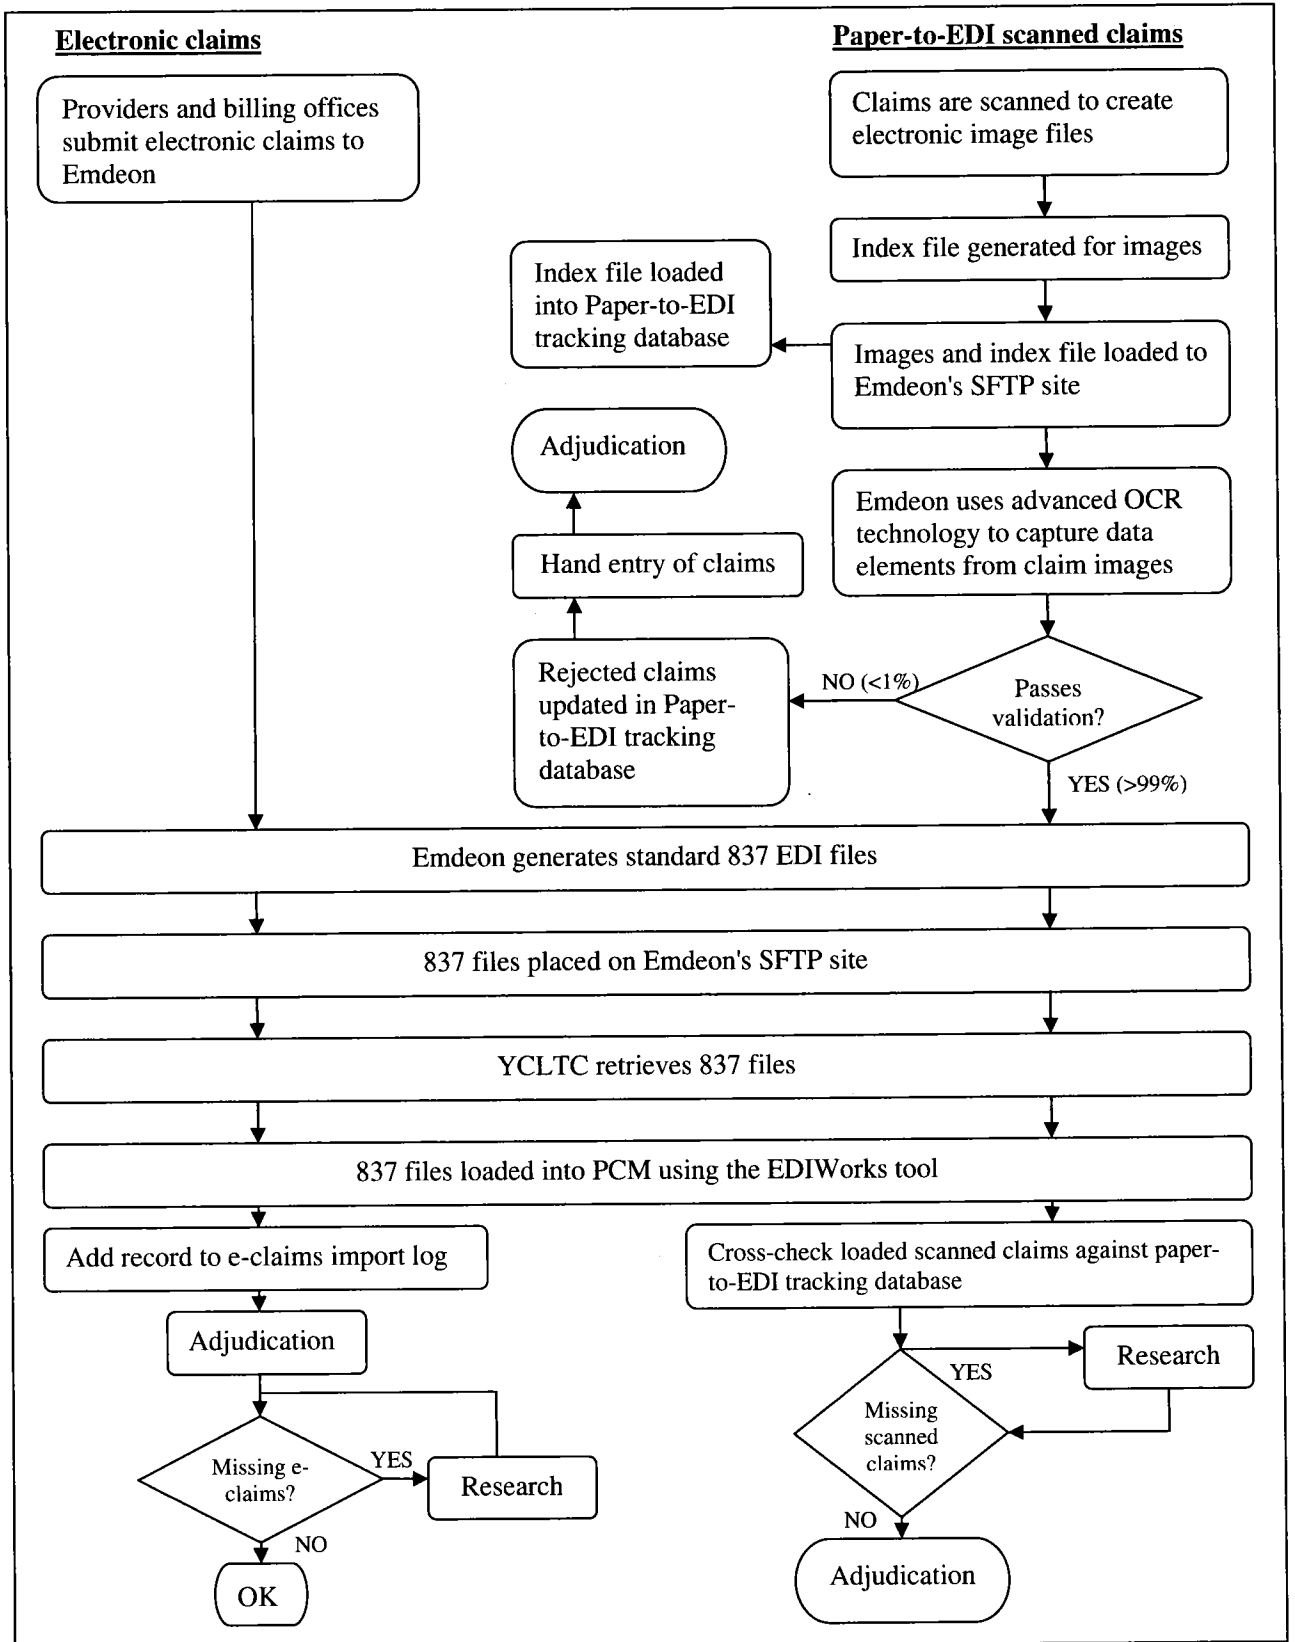 Electronic claims
Paper-to-EDI scanned claims
Providers and billing offices
submit electronic claims to
Emdeon
Claims are scanned to create
electronic image files
Index file generated for images
Index file loaded
into Paper-to-EDI
tracking database
Images and index file loaded to
Emdeon's SFTP site
Adjudication
Emdeon uses advanced OCR
technology to capture data
elements from claim images
Hand entry of claims
Rejected claims
updated in Paper-
to-EDI tracking
database
NO (<1%)
Passes
validation?
YES (>99%)
Emdeon generates standard 837 EDI files
837 files placed on Emdeon's SFTP site
YCLTC retrieves 837 files
837 files loaded into PCM using the EDIWorks tool
Add record to e-claims import log
Cross-check loaded scanned claims against paper-
to-EDI tracking database
Adjudication
Research
YES
Missing
scanned
claims?
Missing e-
claims?
YES
Research
NO
NO
OK
Adjudication